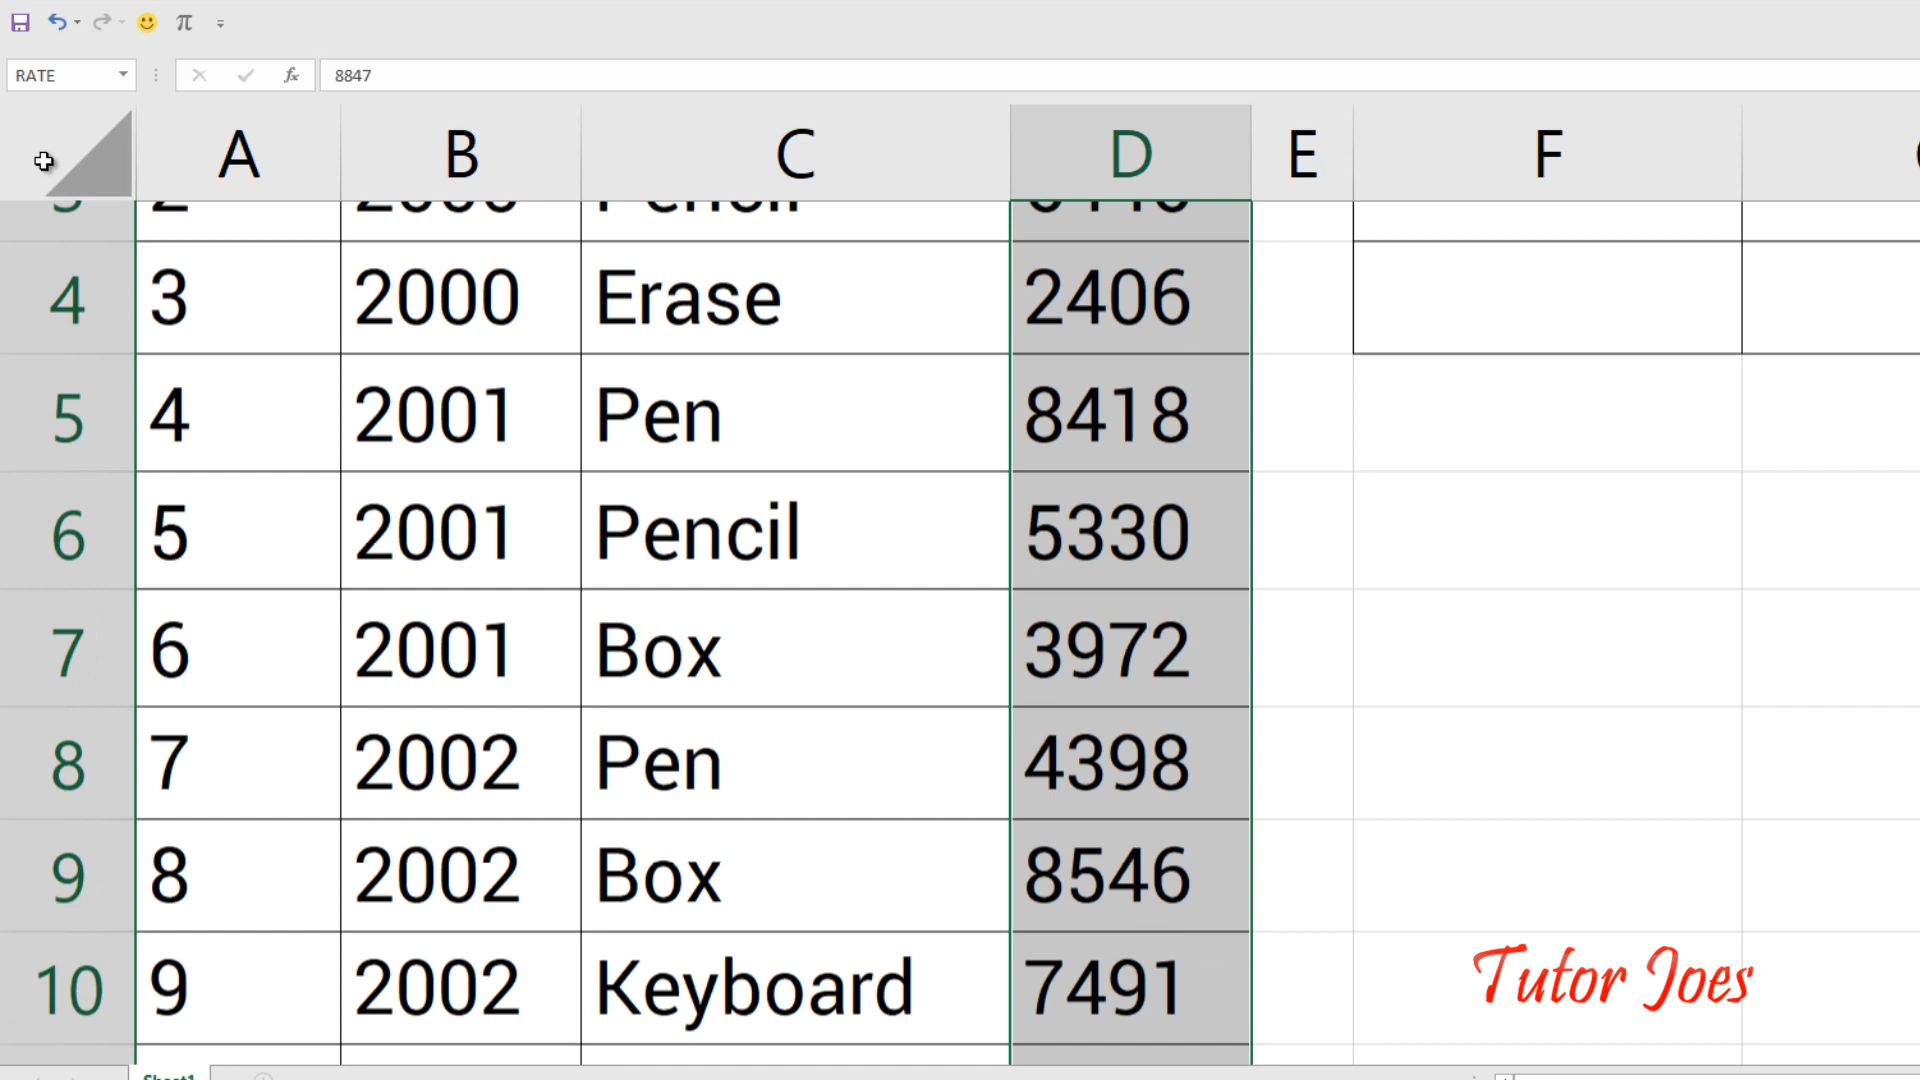 π
RATE fx 8847
A B C D E F
4 3 2000 Erase 2406
5 4 2001 Pen 8418
6 5 2001 Pencil 5330
7 6 2001 Box 3972
8 7 2002 Pen 4398
9 8 2002 Box 8546
10 9 2002 Keyboard 7491
Tutor Joes
Sheet1